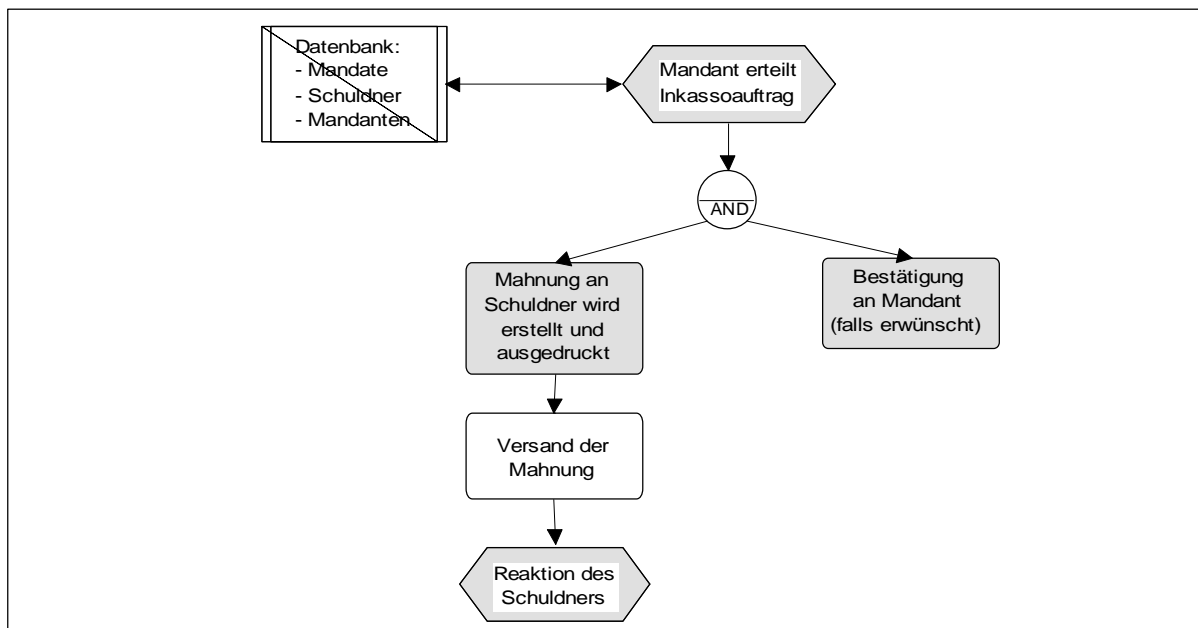 Datenbank:
- Mandate
- Schuldner
- Mandanten
Mandant erteilt
Inkassoauftrag
AND
Mahnung an
Schuldner wird
erstellt und
ausgedruckt
Bestätigung
an Mandant
(falls erwünscht)
Versand der
Mahnung
Reaktion des
Schuldners